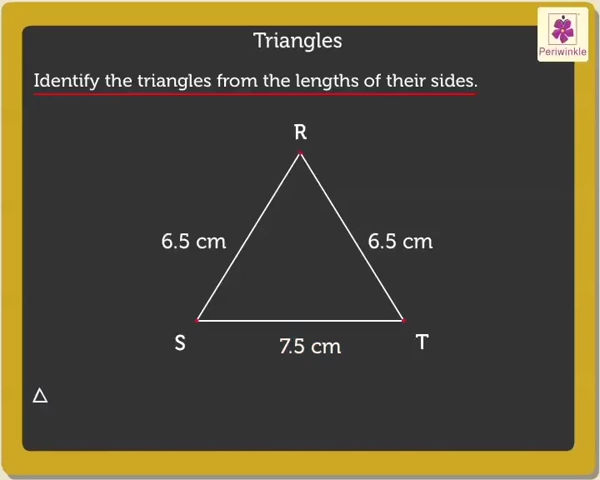 Triangles
Periwinkle
Identify the triangles from the lengths of their sides.
R
6.5 cm 6.5 cm
S T
7.5 cm
△